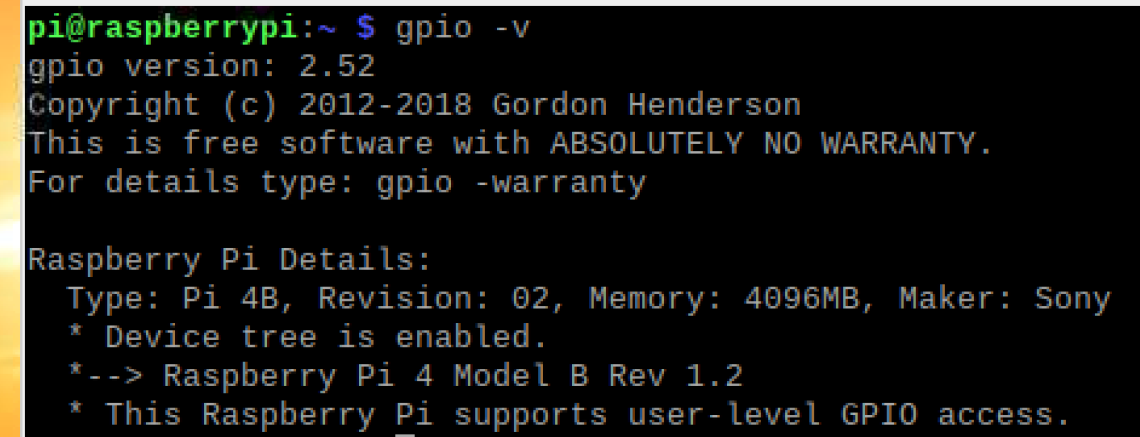 pi@raspberrypi:~ $ gpio -v
gpio version: 2.52
Copyright (c) 2012-2018 Gordon Henderson
This is free software with ABSOLUTELY NO WARRANTY.
For details type: gpio -warranty
Raspberry Pi Details:
  Type: Pi 4B, Revision: 02, Memory: 4096MB, Maker: Sony
  * Device tree is enabled.
  *--> Raspberry Pi 4 Model B Rev 1.2
  * This Raspberry Pi supports user-level GPIO access.